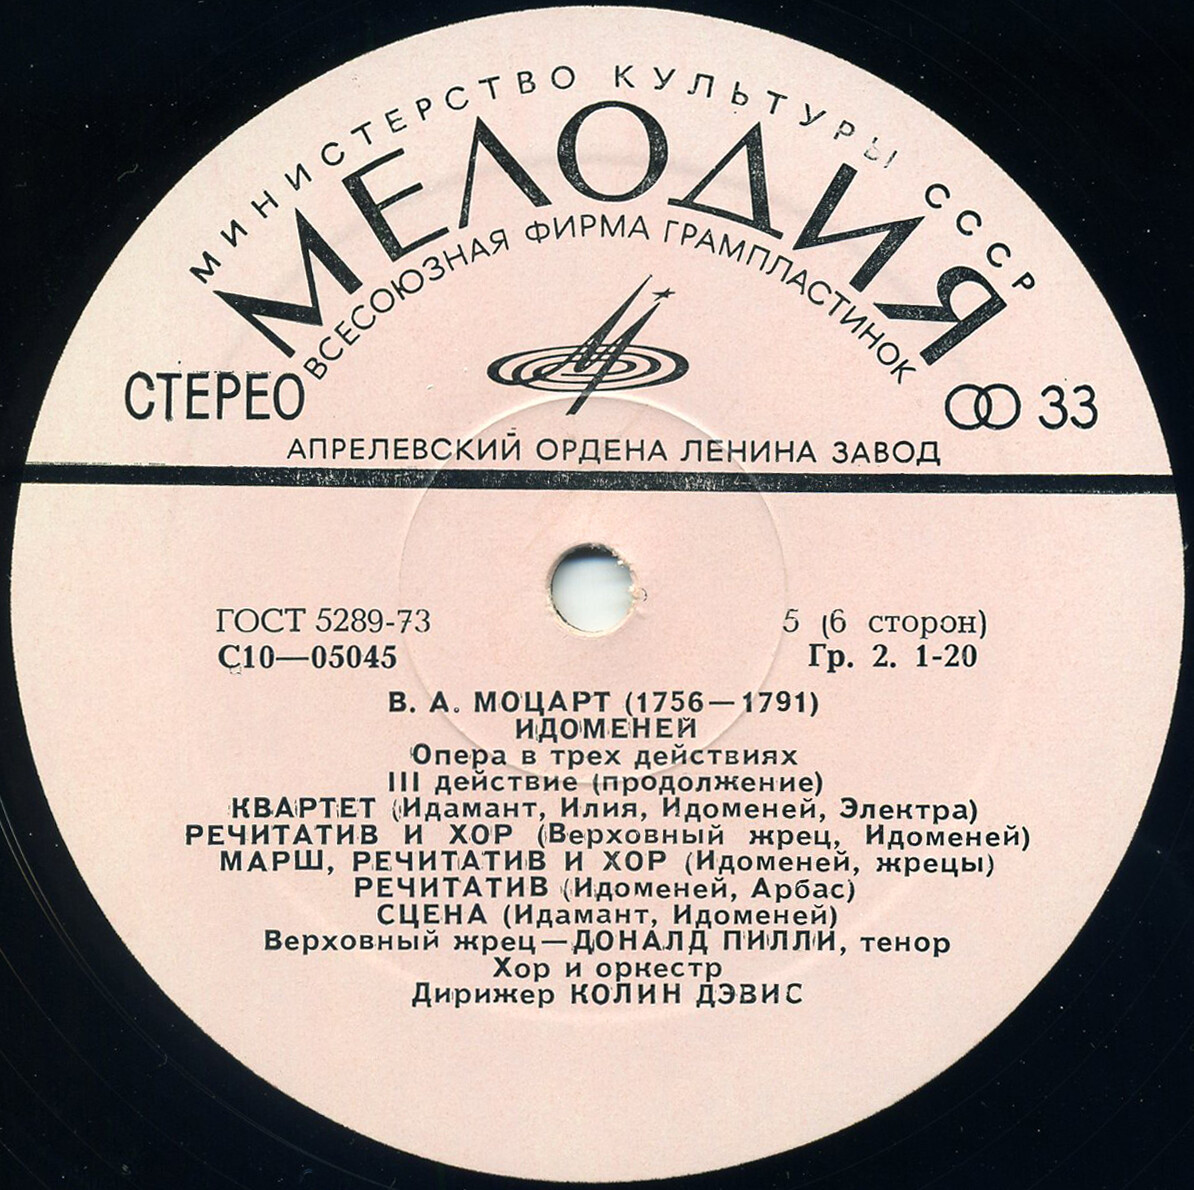 МИНИСТЕРСТВО КУЛЬТУРЫ СССР
МЕЛОДИЯ
ВСЕСОЮЗНАЯ ФИРМА ГРАМПЛАСТИНОК
СТЕРЕО
33
АПРЕЛЕВСКИЙ ОРДЕНА ЛЕНИНА ЗАВОД
ГОСТ 5289-73
5 (6 сторон)
С10—05045
Гр. 2. 1-20
В. А. МОЦАРТ (1756—1791)
ИДОМЕНЕЙ
Опера в трех действиях
III действие (продолжение)
КВАРТЕТ (Идамант, Илия, Идоменей, Электра)
РЕЧИТАТИВ И ХОР (Верховный жрец, Идоменей)
МАРШ, РЕЧИТАТИВ И ХОР (Идоменей, жрецы)
РЕЧИТАТИВ (Идоменей, Арбас)
СЦЕНА (Идамант, Идоменей)
Верховный жрец—ДОНАЛД ПИЛЛИ, тенор
Хор и оркестр
Дирижер КОЛИН ДЭВИС